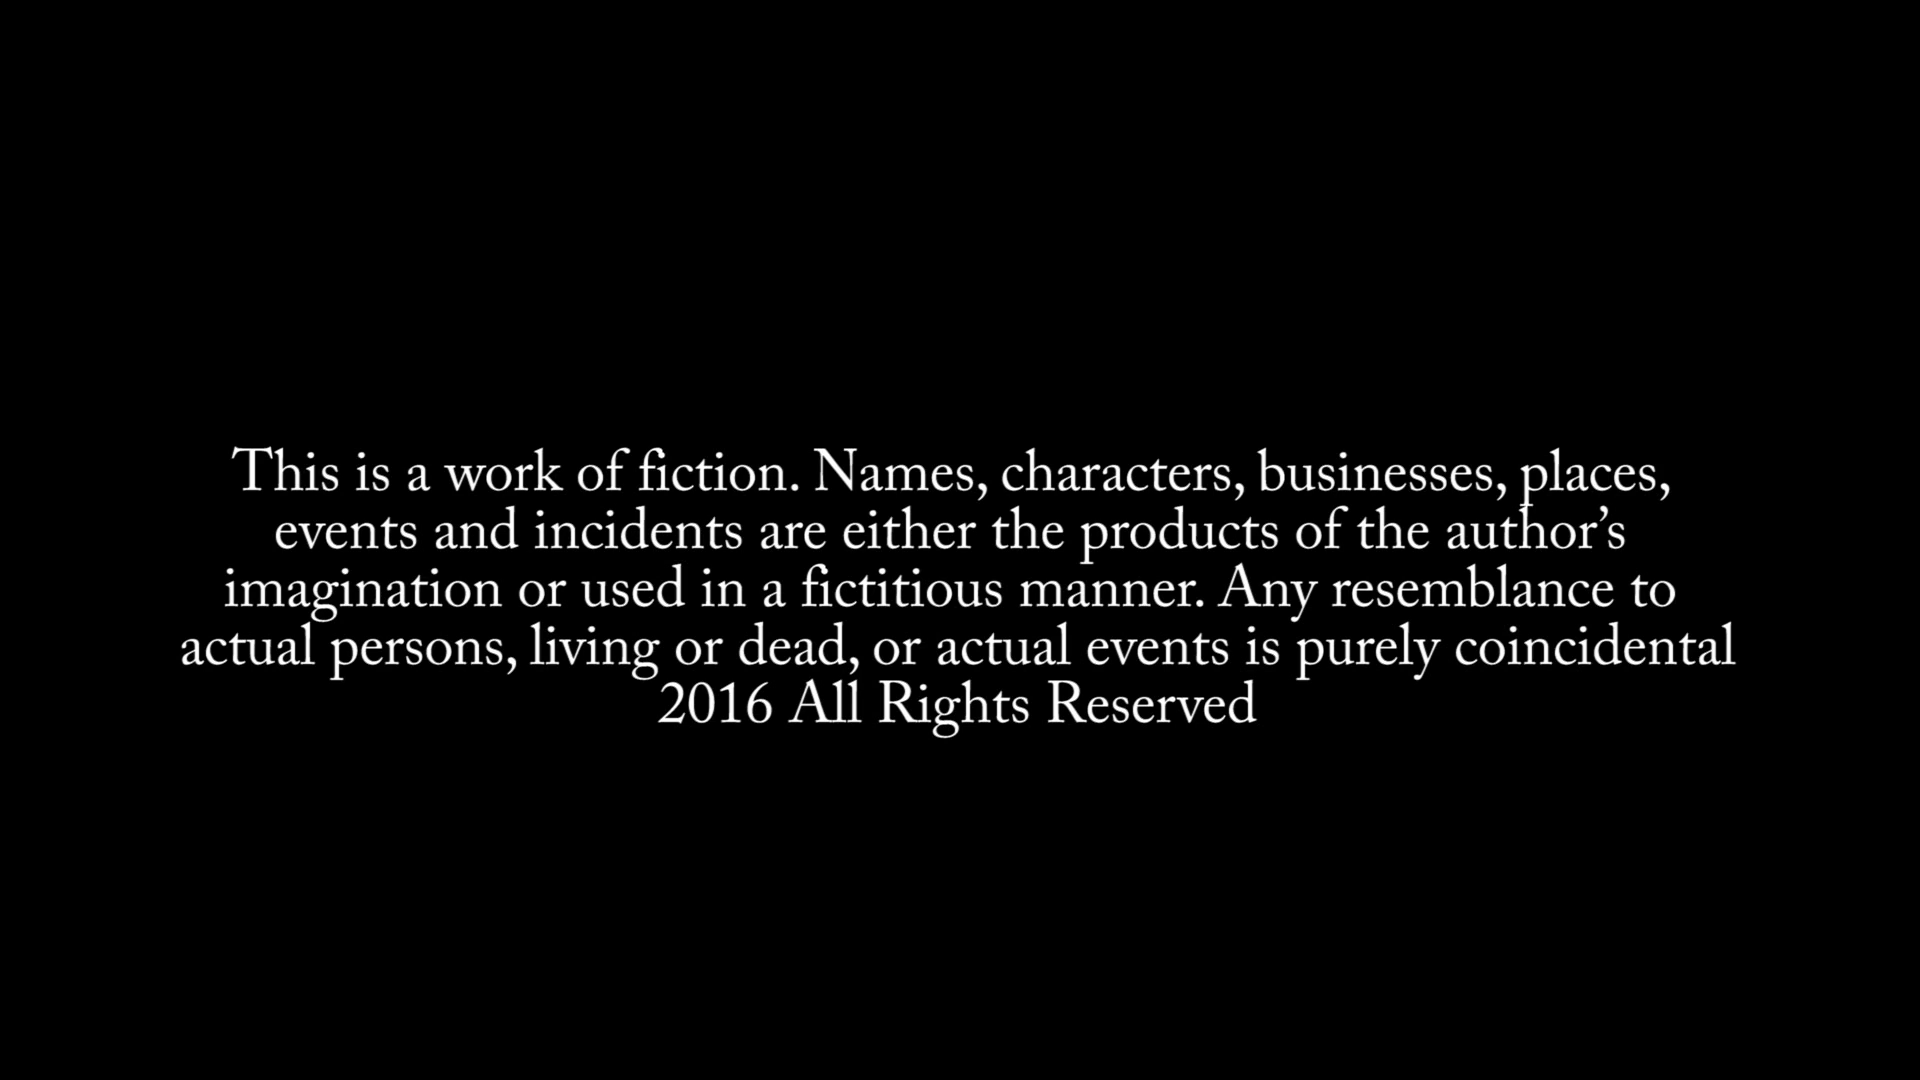 This is a work of fiction. Names, characters, businesses, places,
events and incidents are either the products of the author’s
imagination or used in a fictitious manner. Any resemblance to
actual persons, living or dead, or actual events is purely coincidental
2016 All Rights Reserved